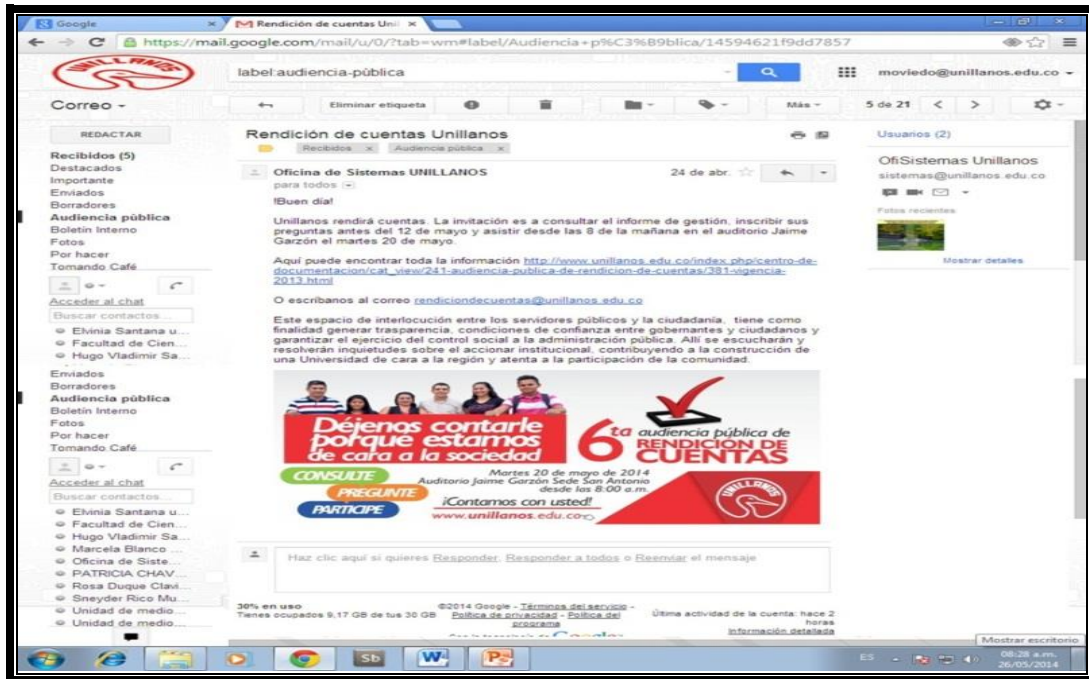 Google
Rendición de cuentas Uni
https://mail.google.com/mail/u/0/?tab=wm#label/Audiencia+p%C3%B9blica/14594621f9dd7857
UNILLANOS
label:audiencia-pùblica
moviedo@unillanos.edu.co
Correo
Eliminar etiqueta
Más
5 de 21
REDACTAR
Recibidos (5)
Destacados
Importante
Enviados
Borradores
Audiencia pùblica
Boletín Interno
Fotos
Por hacer
Tomando Café
Acceder al chat
Buscar contactos...
Elvinia Santana u...
Facultad de Cien...
Hugo Vladimir Sa...
Enviados
Borradores
Audiencia pùblica
Boletín Interno
Fotos
Por hacer
Tomando Café
Acceder al chat
Buscar contactos...
Elvinia Santana u...
Facultad de Cien...
Hugo Vladimir Sa...
Marcela Blanco ...
Oficina de Siste...
PATRICIA CHAV...
Rosa Duque Clavi...
Sneyder Rico Mu...
Unidad de medio...
Unidad de medio...
Rendición de cuentas Unillanos
Recibidos x Audiencia pùblica x
Oficina de Sistemas UNILLANOS
24 de abr.
para todos
!Buen día!
Unillanos rendirá cuentas. La invitación es a consultar el informe de gestión, inscribir sus
preguntas antes del 12 de mayo y asistir desde las 8 de la mañana en el auditorio Jaime
Garzón el martes 20 de mayo.
Aquí puede encontrar toda la información http://www.unillanos.edu.co/index.php/centro-de-
documentacion/cat_view/241-audiencia-publica-de-rendicion-de-cuentas/381-vigencia-
2013.html
O escríbanos al correo rendiciondecuentas@unillanos.edu.co
Este espacio de interlocución entre los servidores públicos y la ciudadanía, tiene como
finalidad generar trasparencia, condiciones de confianza entre gobernantes y ciudadanos y
garantizar el ejercicio del control social a la administración pública. Allí se escucharán y
resolverán inquietudes sobre el accionar institucional, contribuyendo a la construcción de
una Universidad de cara a la región y atenta a la participación de la comunidad.
Déjenos contarle
porque estamos
de cara a la sociedad
6ta audiencia pública de
RENDICIÓN DE
CUENTAS
CONSULTE
PREGUNTE
PARTICIPE
Martes 20 de mayo de 2014
Auditorio Jaime Garzón Sede San Antonio
desde las 8:00 a.m.
¡Contamos con usted!
www.unillanos.edu.co
UNILLANOS
Haz clic aquí si quieres Responder, Responder a todos o Reenviar el mensaje
30% en uso
Tienes ocupados 9,17 GB de tus 30 GB
©2014 Google - Términos del servicio -
Política de privacidad - Política del
programa
Última actividad de la cuenta: hace 2
horas
Información detallada
Usuarios (2)
OfiSistemas Unillanos
sistemas@unillanos.edu.co
Fotos recientes
Mostrar detalles
Mostrar escritorio
Sb
ES
08:28 a.m.
26/05/2014